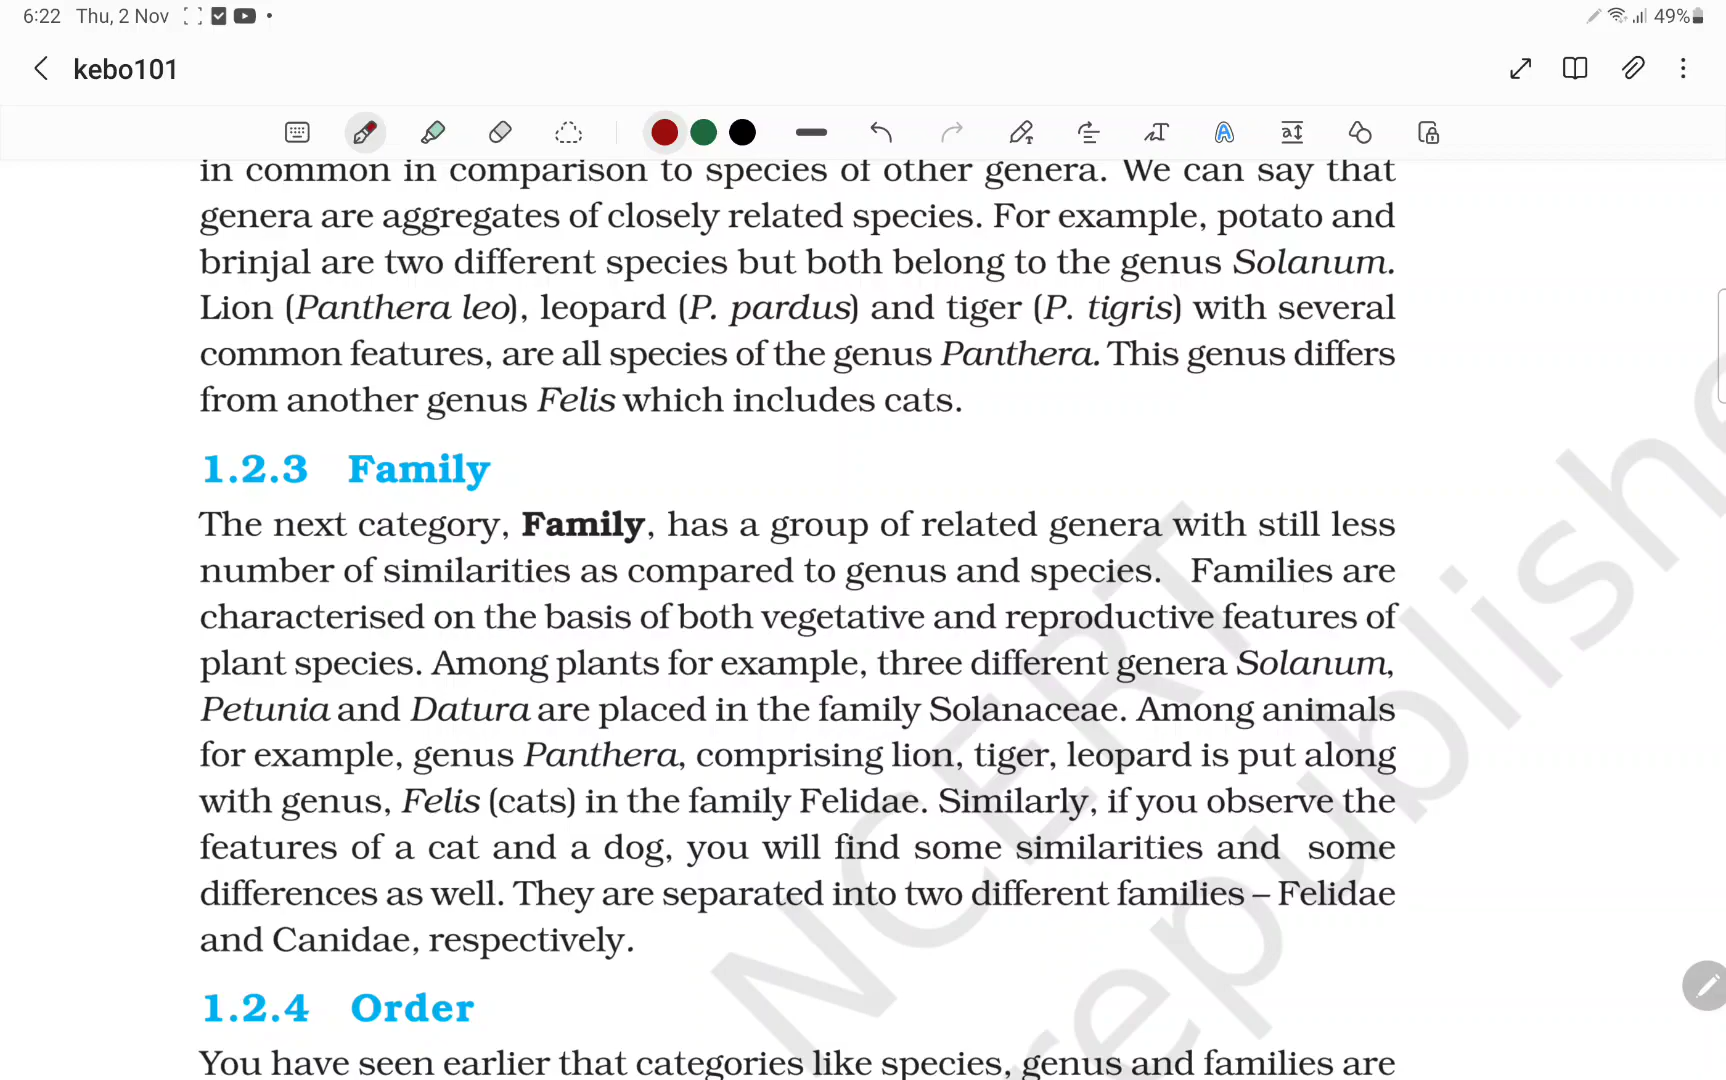 6:22 Thu, 2 Nov
49%
kebo101
in common in comparison to species of other genera. We can say that
genera are aggregates of closely related species. For example, potato and
brinjal are two different species but both belong to the genus Solanum.
Lion (Panthera leo), leopard (P. pardus) and tiger (P. tigris) with several
common features, are all species of the genus Panthera. This genus differs
from another genus Felis which includes cats.
1.2.3 Family
The next category, Family, has a group of related genera with still less
number of similarities as compared to genus and species. Families are
characterised on the basis of both vegetative and reproductive features of
plant species. Among plants for example, three different genera Solanum,
Petunia and Datura are placed in the family Solanaceae. Among animals
for example, genus Panthera, comprising lion, tiger, leopard is put along
with genus, Felis (cats) in the family Felidae. Similarly, if you observe the
features of a cat and a dog, you will find some similarities and some
differences as well. They are separated into two different families – Felidae
and Canidae, respectively.
1.2.4 Order
You have seen earlier that categories like species, genus and families are
NCERT
republishe